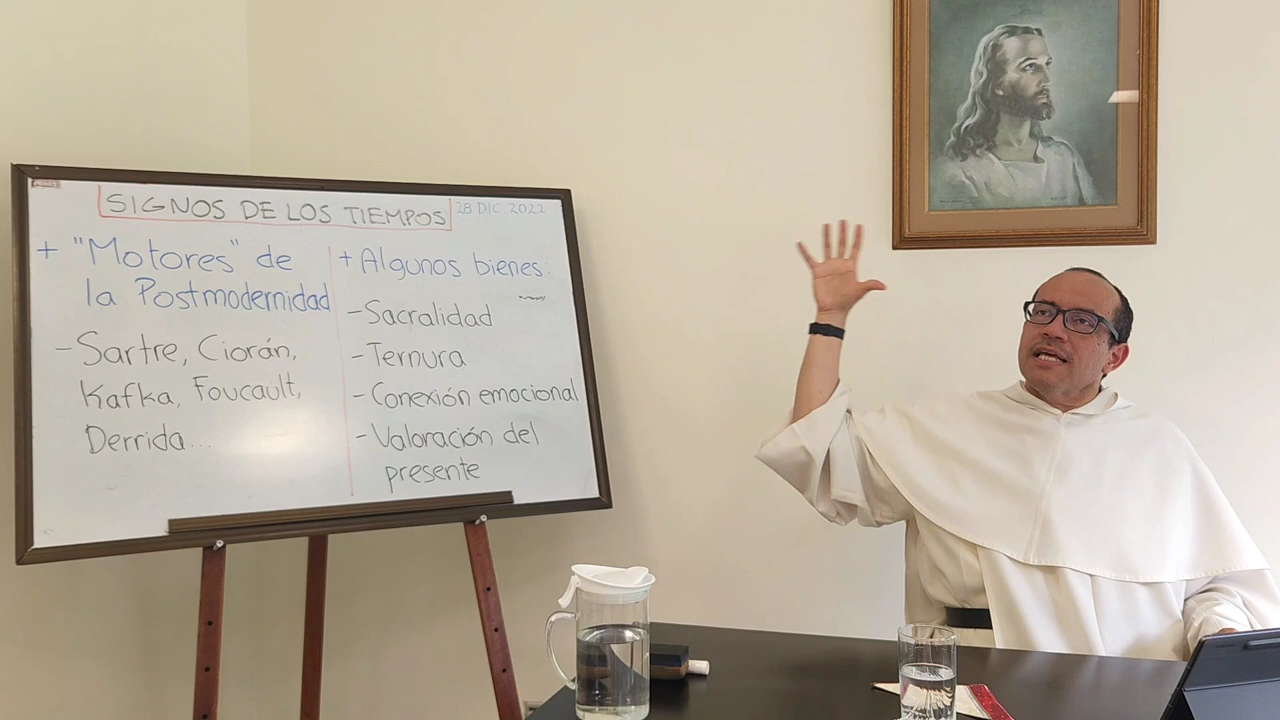 SIGNOS DE LOS TIEMPOS
28 DIC. 2022
+ "Motores" de
la Postmodernidad
- Sartre, Ciorán,
Kafka, Foucault,
Derrida...
+ Algunos bienes:
- Sacralidad
- Ternura
- Conexión emocional
- Valoración del
presente